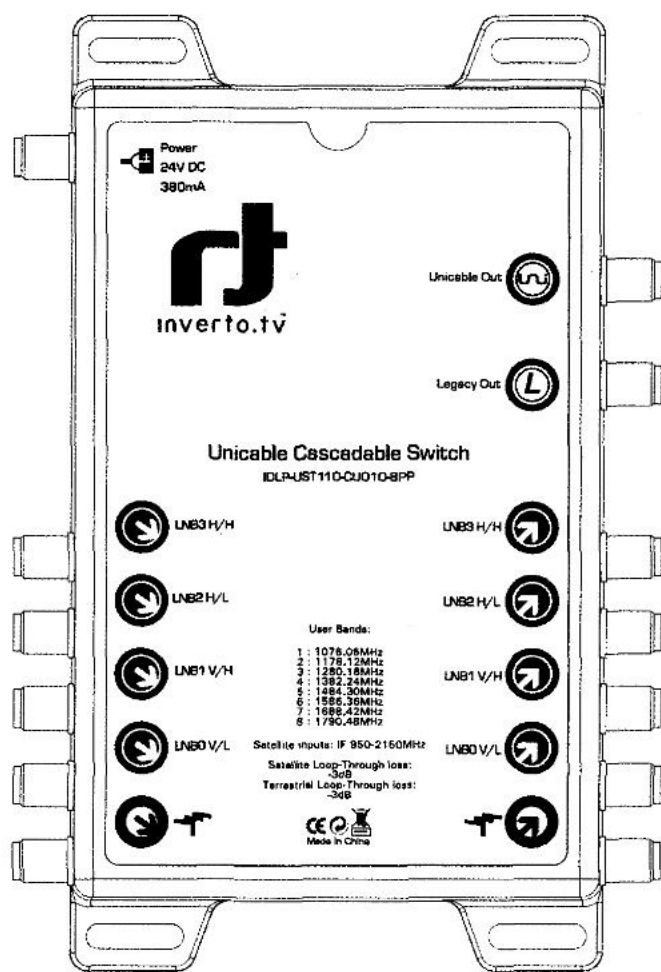 Power
24V DC
380mA
inverto.tv
Unicable Out
Legacy Out
L
Unicable Cascadable Switch
IDLP-UST110-CUO10-8PP
LNB3 H/H
LNB3 H/H
LNB2 H/L
LNB2 H/L
User Bands:
1 : 1076.06MHz
2 : 1178.12MHz
3 : 1280.18MHz
4 : 1382.24MHz
5 : 1484.30MHz
6 : 1586.36MHz
7 : 1688.42MHz
8 : 1790.48MHz
LNB1 V/H
LNB1 V/H
LNB0 V/L
LNB0 V/L
Satellite Inputs: IF 950-2150MHz
Satellite Loop-Through loss:
-3dB
Terrestrial Loop-Through loss:
-3dB
CE
Made in China